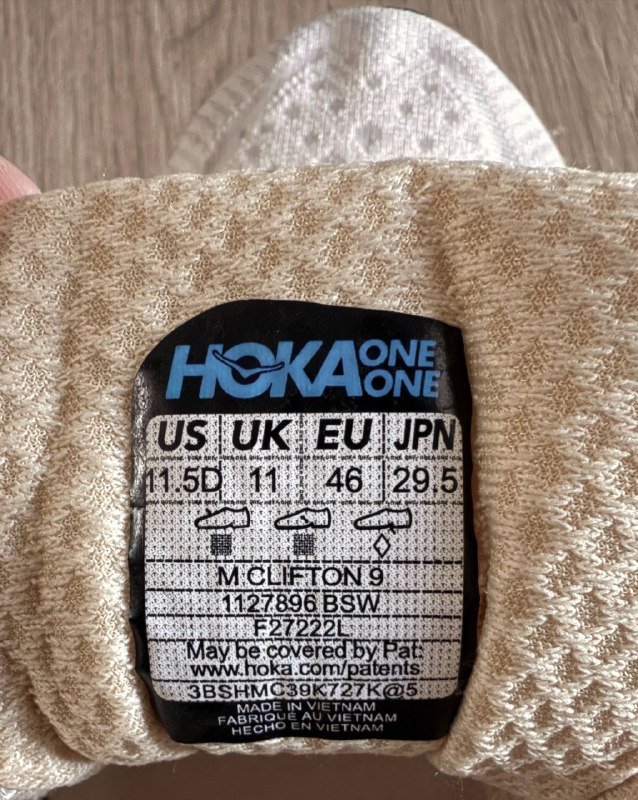 HOKA ONE ONE
US UK EU JPN
11.5D 11 46 29.5
M CLIFTON 9
1127896 BSW
F27222L
May be covered by Pat:
www.hoka.com/patents
3BSHMC39K727K@5
MADE IN VIETNAM
FABRIQUÉ AU VIETNAM
HECHO EN VIETNAM